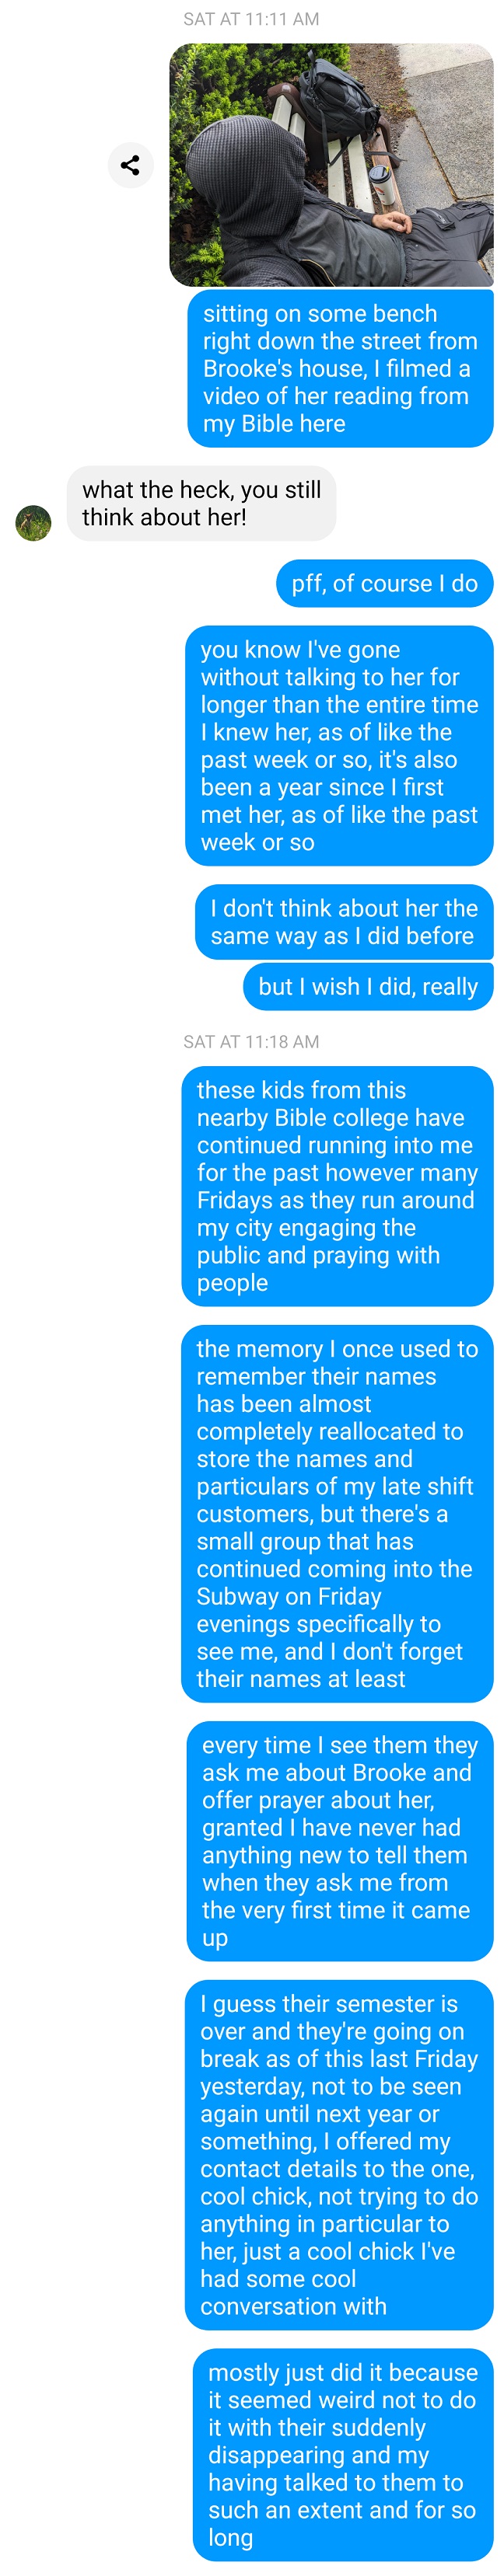 SAT AT 11:11 AM
sitting on some bench
right down the street from
Brooke's house, I filmed a
video of her reading from
my Bible here
what the heck, you still
think about her!
pff, of course I do
you know I've gone
without talking to her for
longer than the entire time
I knew her, as of like the
past week or so, it's also
been a year since I first
met her, as of like the past
week or so
I don't think about her the
same way as I did before
but I wish I did, really
SAT AT 11:18 AM
these kids from this
nearby Bible college have
continued running into me
for the past however many
Fridays as they run around
my city engaging the
public and praying with
people
the memory I once used to
remember their names
has been almost
completely reallocated to
store the names and
particulars of my late shift
customers, but there's a
small group that has
continued coming into the
Subway on Friday
evenings specifically to
see me, and I don't forget
their names at least
every time I see them they
ask me about Brooke and
offer prayer about her,
granted I have never had
anything new to tell them
when they ask me from
the very first time it came
up
I guess their semester is
over and they're going on
break as of this last Friday
yesterday, not to be seen
again until next year or
something, I offered my
contact details to the one,
cool chick, not trying to do
anything in particular to
her, just a cool chick I've
had some cool
conversation with
mostly just did it because
it seemed weird not to do
it with their suddenly
disappearing and my
having talked to them to
such an extent and for so
long